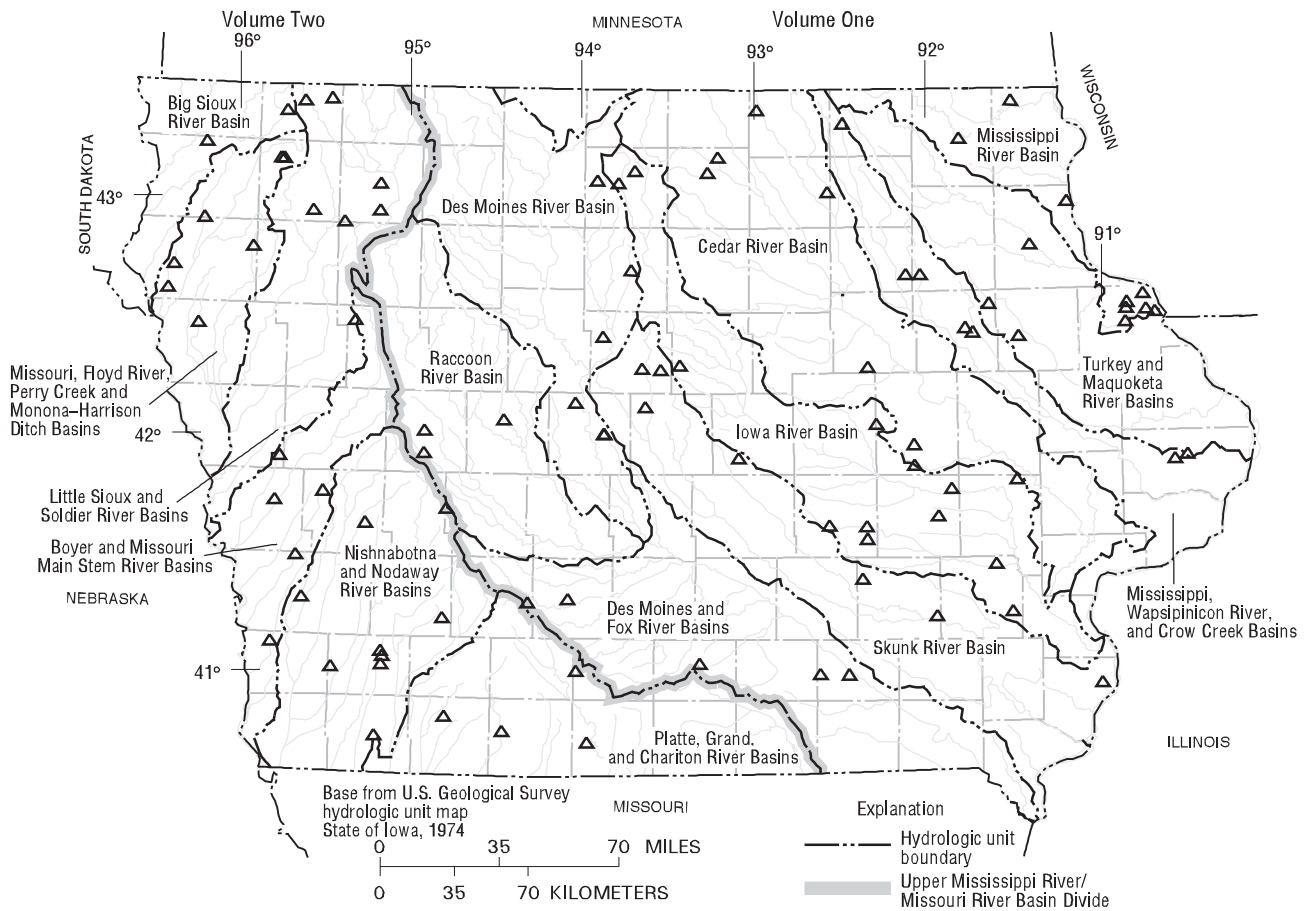 Volume Two
MINNESOTA
Volume One
96°
95°
94°
93°
92°
WISCONSIN
Big Sioux
River Basin
Mississippi
River Basin
SOUTH DAKOTA
43°
Des Moines River Basin
Cedar River Basin
91°
Missouri, Floyd River,
Perry Creek and
Monona–Harrison
Ditch Basins
Raccoon
River Basin
Turkey and
Maquoketa
River Basins
42°
Iowa River Basin
Little Sioux and
Soldier River Basins
Boyer and Missouri
Main Stem River Basins
Nishnabotna
and Nodaway
River Basins
NEBRASKA
Des Moines and
Fox River Basins
Mississippi,
Wapsipinicon River,
and Crow Creek Basins
Skunk River Basin
41°
Platte, Grand,
and Chariton River Basins
ILLINOIS
Base from U.S. Geological Survey
hydrologic unit map
State of Iowa, 1974
MISSOURI
0 35 70 MILES
0 35 70 KILOMETERS
Explanation
Hydrologic unit
boundary
Upper Mississippi River/
Missouri River Basin Divide